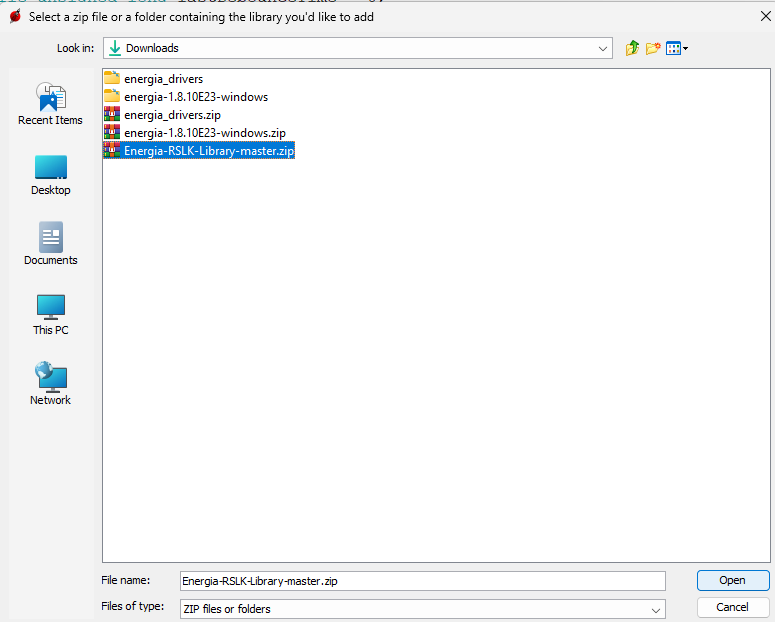 Select a zip file or a folder containing the library you'd like to add
Look in:
Downloads
Recent Items
Desktop
Documents
This PC
Network
energia_drivers
energia-1.8.10E23-windows
energia_drivers.zip
energia-1.8.10E23-windows.zip
Energia-RSLK-Library-master.zip
File name:
Energia-RSLK-Library-master.zip
Open
Files of type:
ZIP files or folders
Cancel